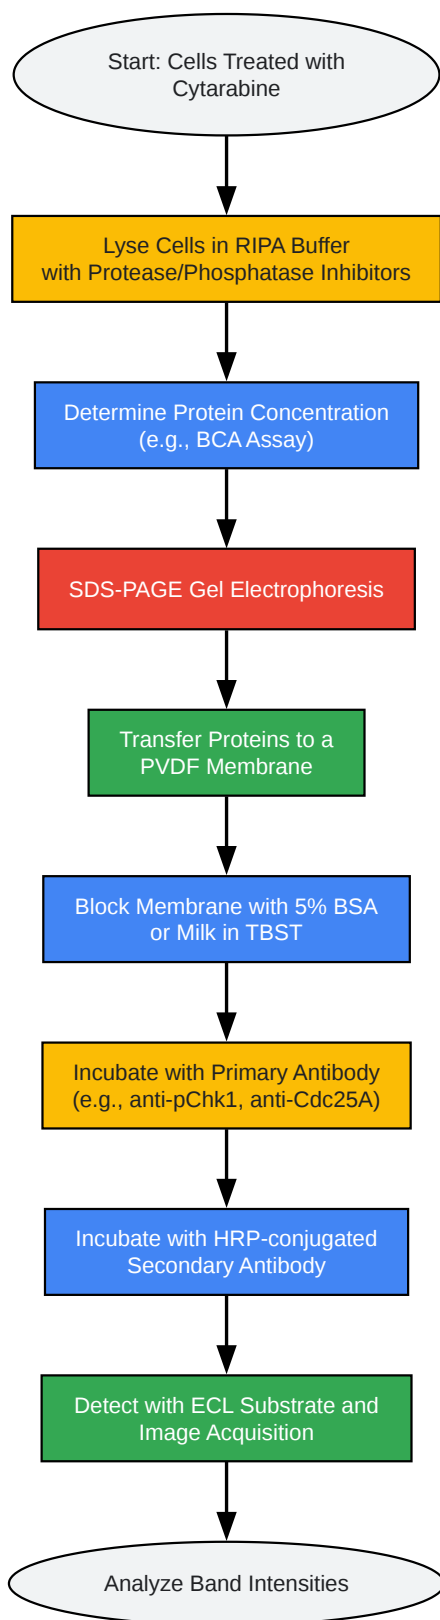 Start: Cells Treated with
Cytarabine
Lyse Cells in RIPA Buffer
with Protease/Phosphatase Inhibitors
Determine Protein Concentration
(e.g., BCA Assay)
SDS-PAGE Gel Electrophoresis
Transfer Proteins to a
PVDF Membrane
Block Membrane with 5% BSA
or Milk in TBST
Incubate with Primary Antibody
(e.g., anti-pChk1, anti-Cdc25A)
Incubate with HRP-conjugated
Secondary Antibody
Detect with ECL Substrate and
Image Acquisition
Analyze Band Intensities